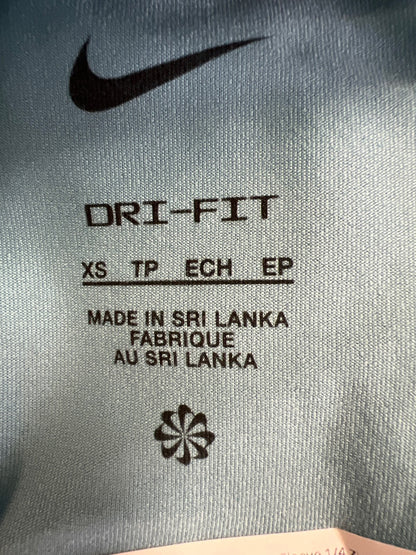 DRI-FIT
XS TP ECH EP
MADE IN SRI LANKA
FABRIQUE
AU SRI LANKA